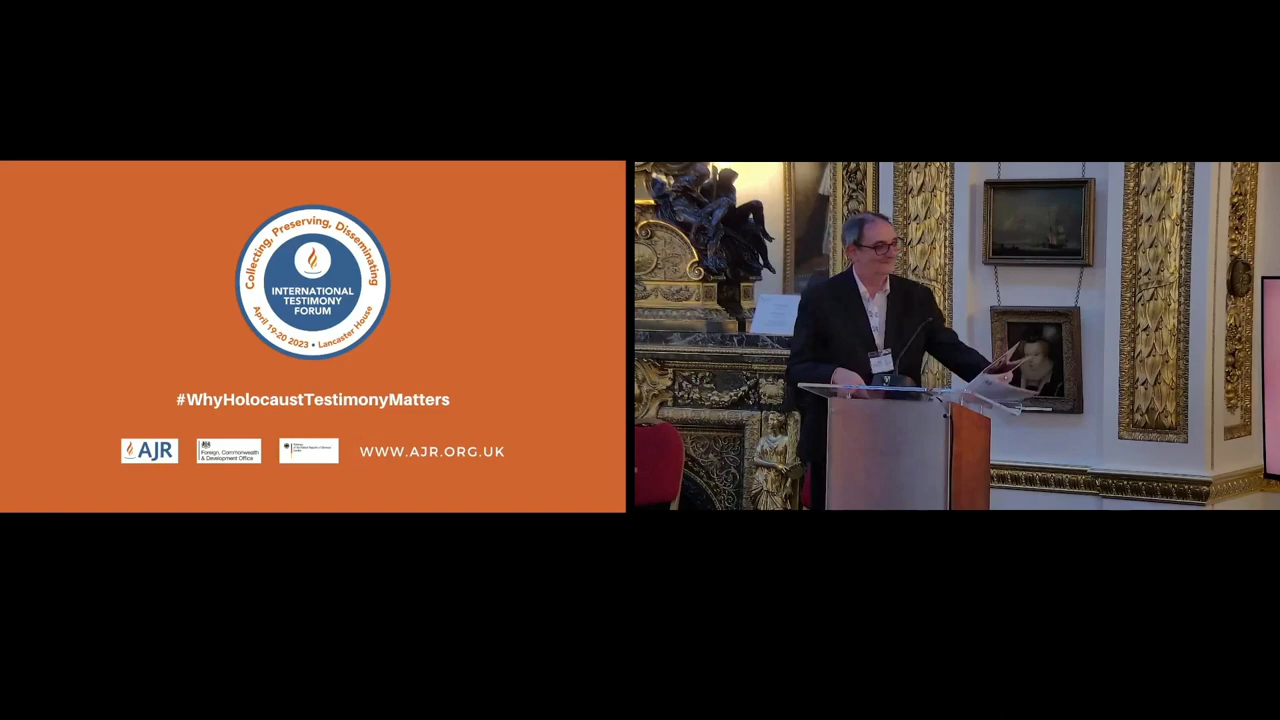 Collecting, Preserving, Disseminating
INTERNATIONAL
TESTIMONY
FORUM
April 19-20 2023 • Lancaster House
#WhyHolocaustTestimonyMatters
AJR
Foreign, Commonwealth
& Development Office
WWW.AJR.ORG.UK